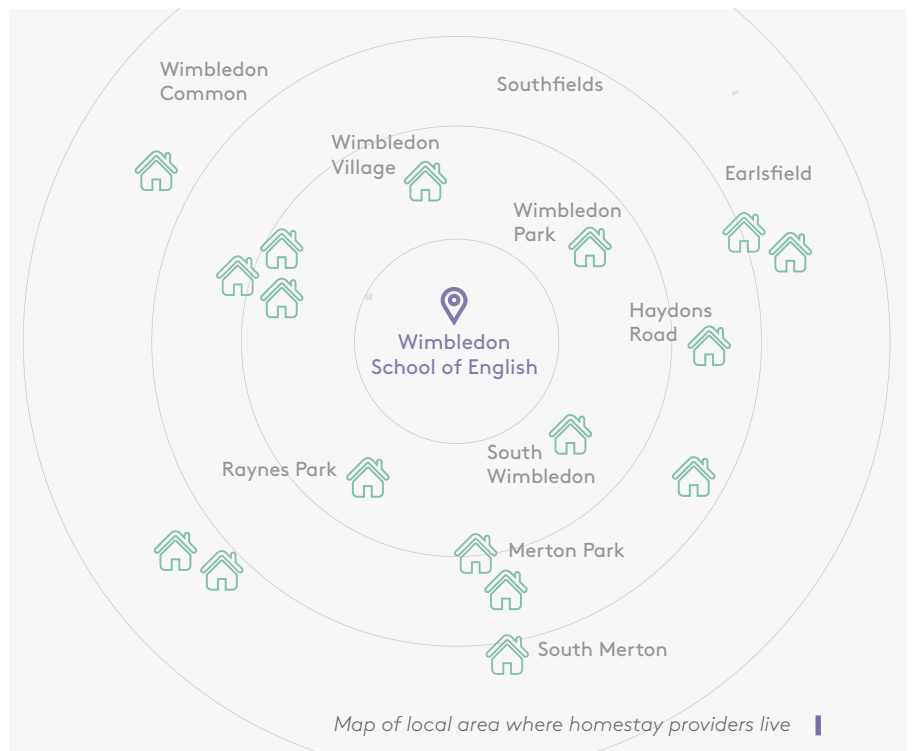 Wimbledon
Common
Southfields
Wimbledon
Village
Earlsfield
Wimbledon
Park
Haydons
Road
Wimbledon
School of English
South
Wimbledon
Raynes Park
Merton Park
South Merton
Map of local area where homestay providers live